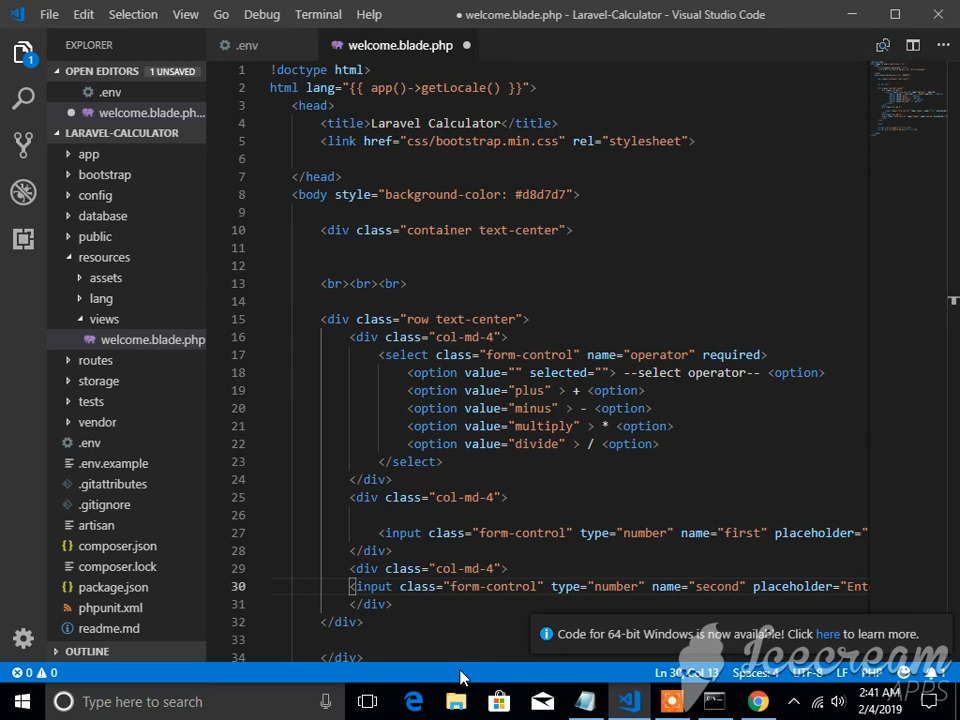 File Edit Selection View Go Debug Terminal Help ● welcome.blade.php - Laravel-Calculator - Visual Studio Code
EXPLORER
OPEN EDITORS 1 UNSAVED
.env
welcome.blade.ph...
LARAVEL-CALCULATOR
app
bootstrap
config
database
public
resources
assets
lang
views
welcome.blade.php
routes
storage
tests
vendor
.env
.env.example
.gitattributes
.gitignore
artisan
composer.json
composer.lock
package.json
phpunit.xml
readme.md
OUTLINE
1
.env welcome.blade.php
1 !doctype html>
2 html lang="{{ app()->getLocale() }}">
3 <head>
4 <title>Laravel Calculator</title>
5 <link href="css/bootstrap.min.css" rel="stylesheet">
6
7 </head>
8 <body style="background-color: #d8d7d7">
9
10 <div class="container text-center">
11
12
13 <br><br><br>
14
15 <div class="row text-center">
16 <div class="col-md-4">
17 <select class="form-control" name="operator" required>
18 <option value="" selected=""> --select operator-- <option>
19 <option value="plus" > + <option>
20 <option value="minus" > - <option>
21 <option value="multiply" > * <option>
22 <option value="divide" > / <option>
23 </select>
24 </div>
25 <div class="col-md-4">
26
27 <input class="form-control" type="number" name="first" placeholder="
28 </div>
29 <div class="col-md-4">
30 <input class="form-control" type="number" name="second" placeholder="Ent
31 </div>
32 </div>
33
34 </div>
Code for 64-bit Windows is now available! Click here to learn more.
Icecream
APPS
0 0 Ln 30, Col 13 Spaces: 4 UTF-8 LF PHP 1
Type here to search
2:41 AM
2/4/2019